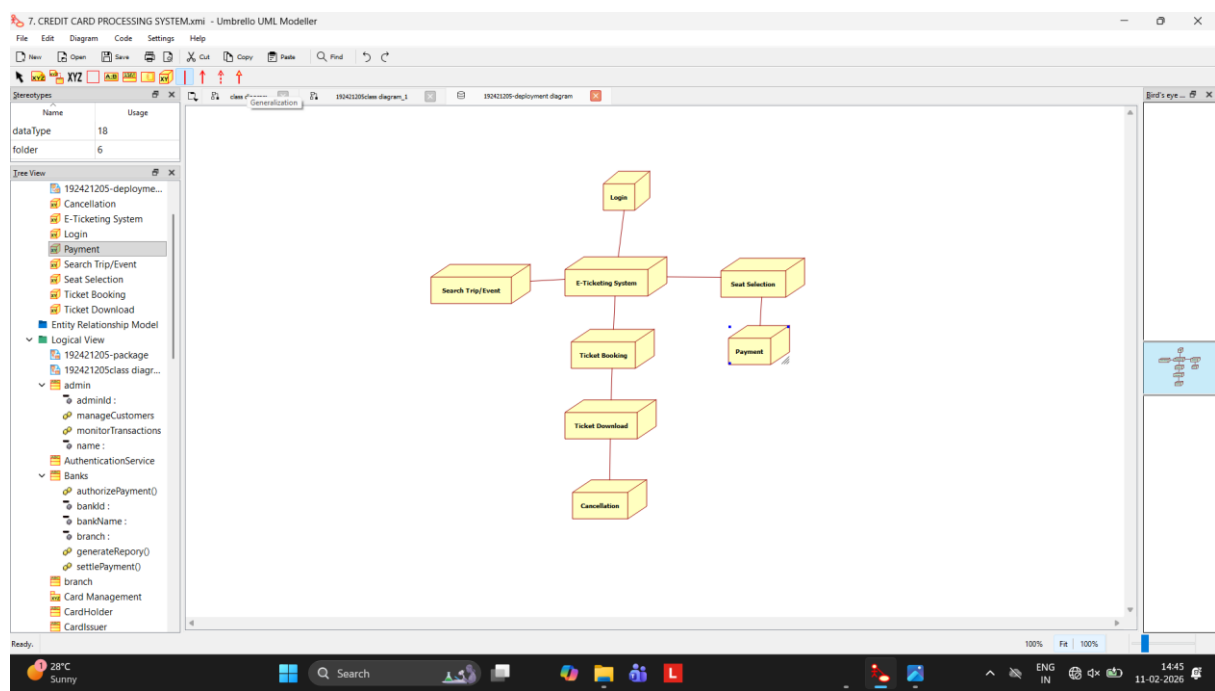 7. CREDIT CARD PROCESSING SYSTEM.xmi - Umbrello UML Modeller
File Edit Diagram Code Settings Help
New Open Save Cut Copy Paste Find
XYZ A:B
Stereotypes
class diagram 192421205class diagram_1 192421205-deployment diagram
Bird's eye ...
Generalization
Name Usage
dataType 18
folder 6
Tree View
192421205-deployme...
Cancellation
E-Ticketing System
Login
Payment
Search Trip/Event
Seat Selection
Ticket Booking
Ticket Download
Entity Relationship Model
Logical View
192421205-package
192421205class diagr...
admin
adminId :
manageCustomers
monitorTransactions
name :
AuthenticationService
Banks
authorizePayment()
bankId :
bankName :
branch :
generateRepory()
settlePayment()
branch
Card Management
CardHolder
CardIssuer
Login
E-Ticketing System
Search Trip/Event
Seat Selection
Ticket Booking
Payment
Ticket Download
Cancellation
Ready.
100% Fit 100%
1
28°C
Sunny
Search
L
ENG
IN
14:45
11-02-2026